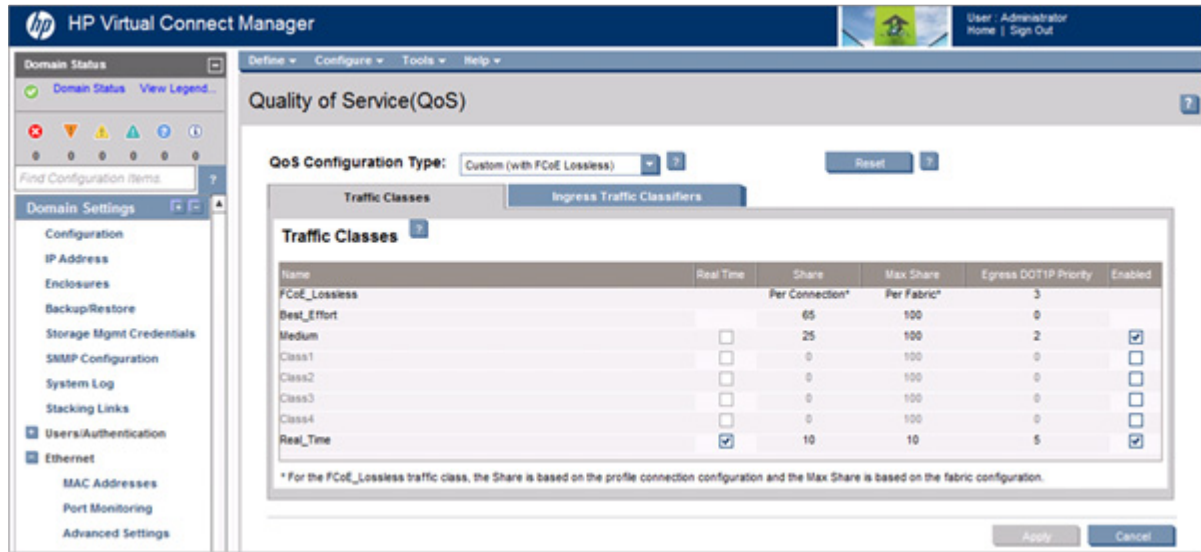 hp HP Virtual Connect Manager
User : Administrator
Home | Sign Out
Domain Status
Domain Status View Legend...
0 0 0 0 0 0
Find Configuration Items.
Domain Settings
Configuration
IP Address
Enclosures
Backup/Restore
Storage Mgmt Credentials
SNMP Configuration
System Log
Stacking Links
Users/Authentication
Ethernet
MAC Addresses
Port Monitoring
Advanced Settings
Define Configure Tools Help
Quality of Service(QoS)
QoS Configuration Type: Custom (with FCoE Lossless) Reset
Traffic Classes Ingress Traffic Classifiers
Traffic Classes
Name Real Time Share Max Share Egress DOT1P Priority Enabled
FCoE_Lossless Per Connection* Per Fabric* 3
Best_Effort 65 100 0
Medium 25 100 2
Class1 0 100 0
Class2 0 100 0
Class3 0 100 0
Class4 0 100 0
Real_Time 10 10 5
* For the FCoE_Lossless traffic class, the Share is based on the profile connection configuration and the Max Share is based on the fabric configuration.
Apply Cancel